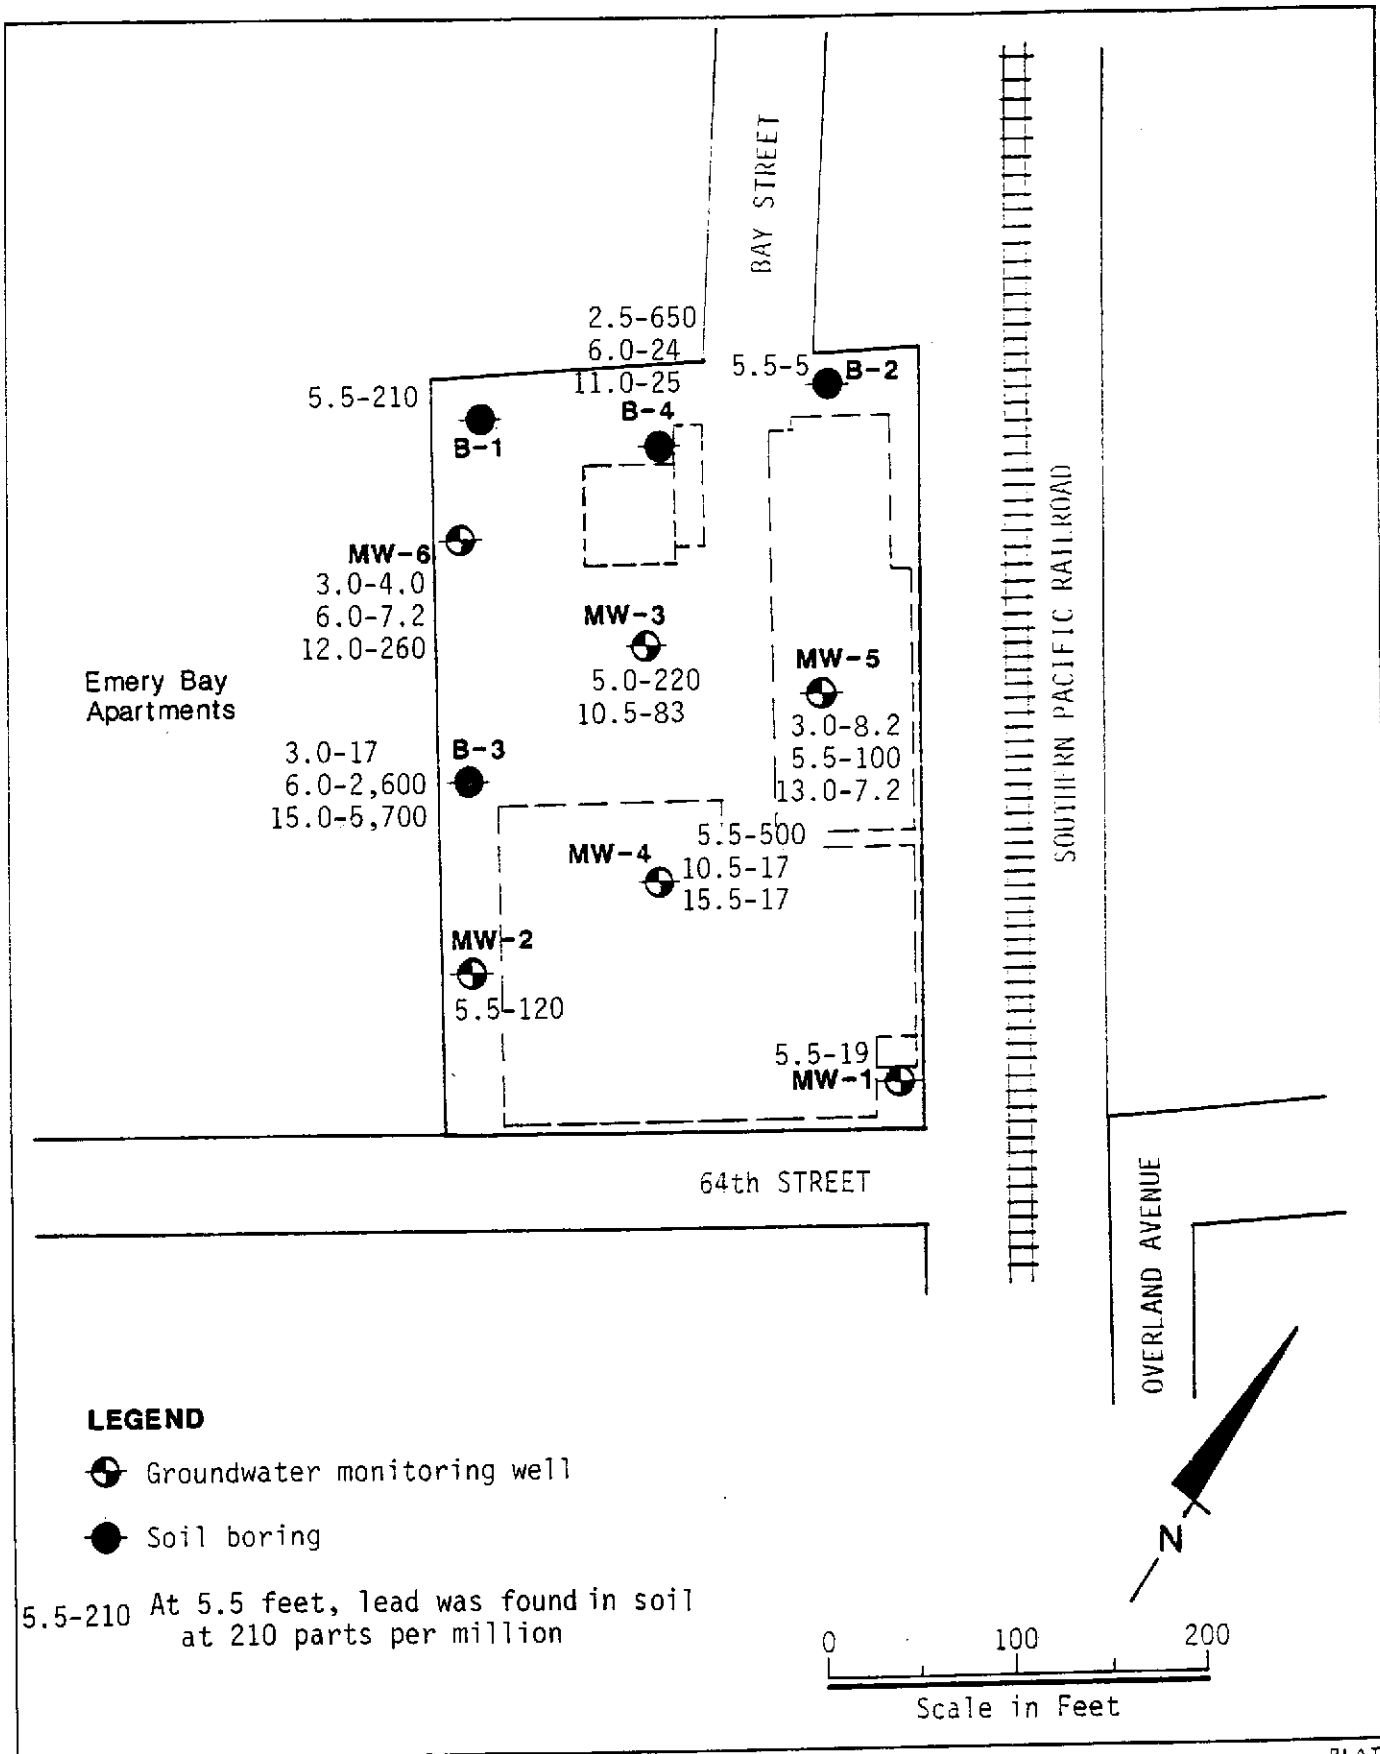 BAY STREET
2.5-650
6.0-24
11.0-25
B-4
5.5-5
B-2
5.5-210
B-1
MW-6
3.0-4.0
6.0-7.2
12.0-260
MW-3
5.0-220
10.5-83
MW-5
3.0-8.2
5.5-100
13.0-7.2
SOUTHERN PACIFIC RAILROAD
Emery Bay
Apartments
B-3
3.0-17
6.0-2,600
15.0-5,700
MW-4
5.5-500
10.5-17
15.5-17
MW-2
5.5-120
5.5-19
MW-1
64th STREET
OVERLAND AVENUE
LEGEND
Groundwater monitoring well
Soil boring
5.5-210 At 5.5 feet, lead was found in soil
at 210 parts per million
N
0 100 200
Scale in Feet